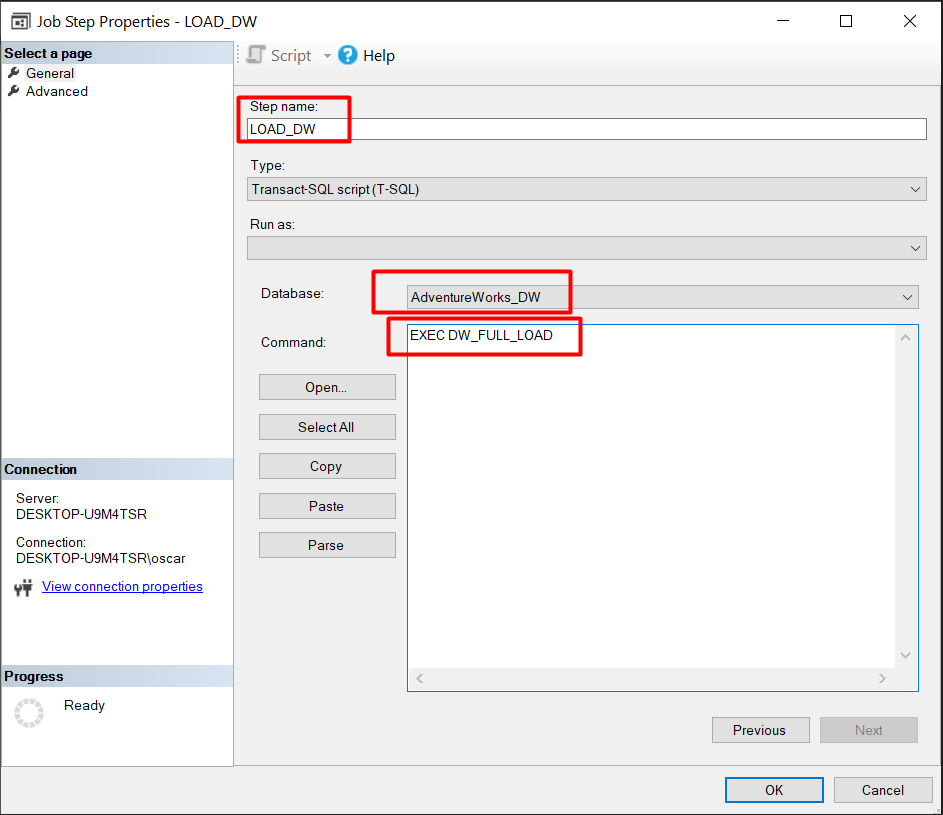 Job Step Properties - LOAD_DW
Select a page
General
Advanced
Script
Help
Step name:
LOAD_DW
Type:
Transact-SQL script (T-SQL)
Run as:
Database:
AdventureWorks_DW
Command:
EXEC DW_FULL_LOAD
Open...
Select All
Copy
Paste
Parse
Connection
Server:
DESKTOP-U9M4TSR
Connection:
DESKTOP-U9M4TSR\oscar
View connection properties
Progress
Ready
Previous
Next
OK
Cancel